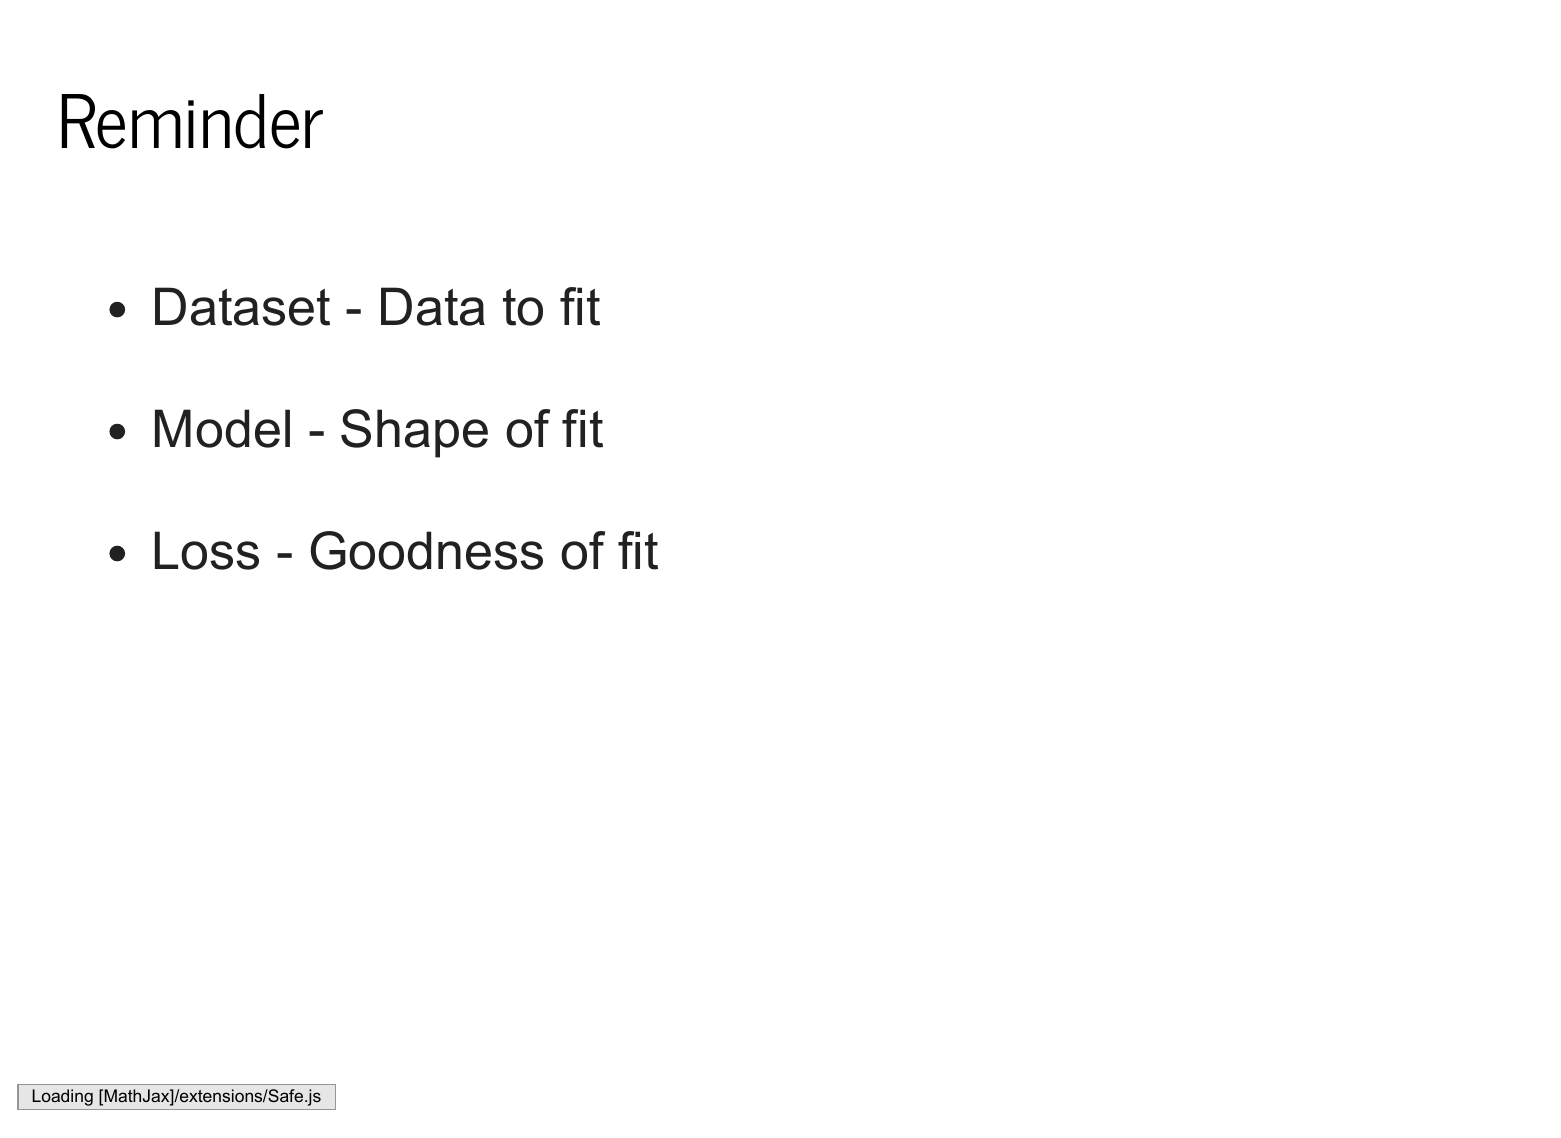 Reminder
• Dataset - Data to fit
• Model - Shape of fit
• Loss - Goodness of fit
Loading [MathJax]/extensions/Safe.js